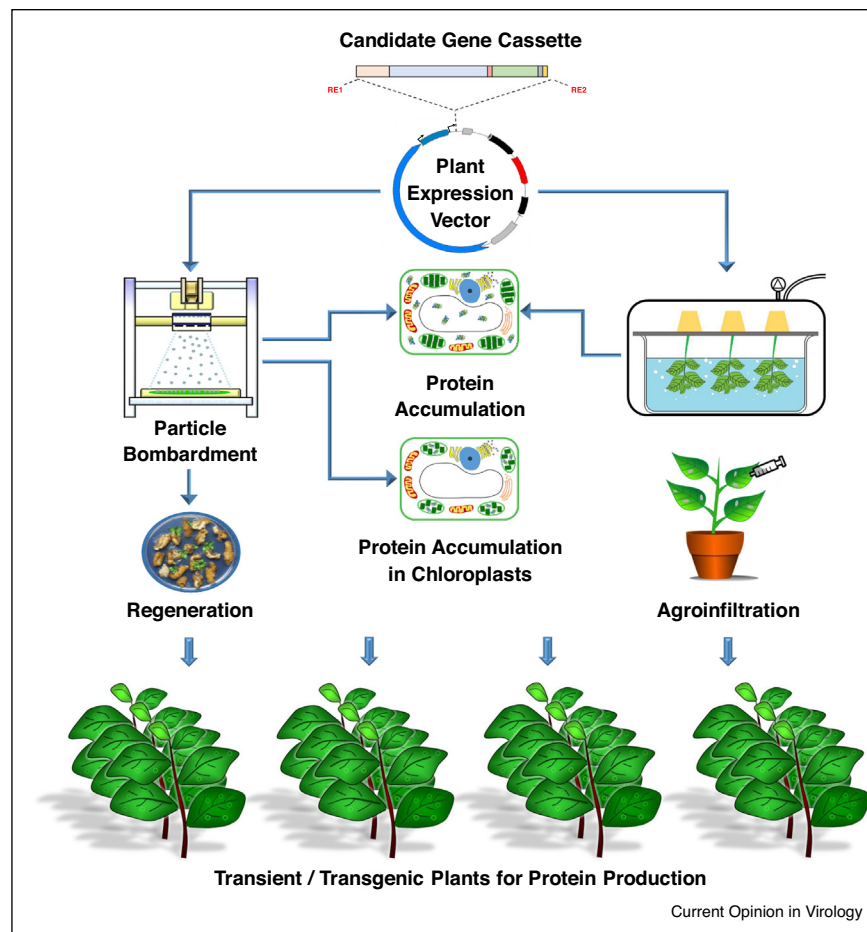 Candidate Gene Cassette
RE1
RE2
Plant
Expression
Vector
Protein
Accumulation
Particle
Bombardment
Protein Accumulation
in Chloroplasts
Regeneration
Agroinfiltration
Transient / Transgenic Plants for Protein Production
Current Opinion in Virology